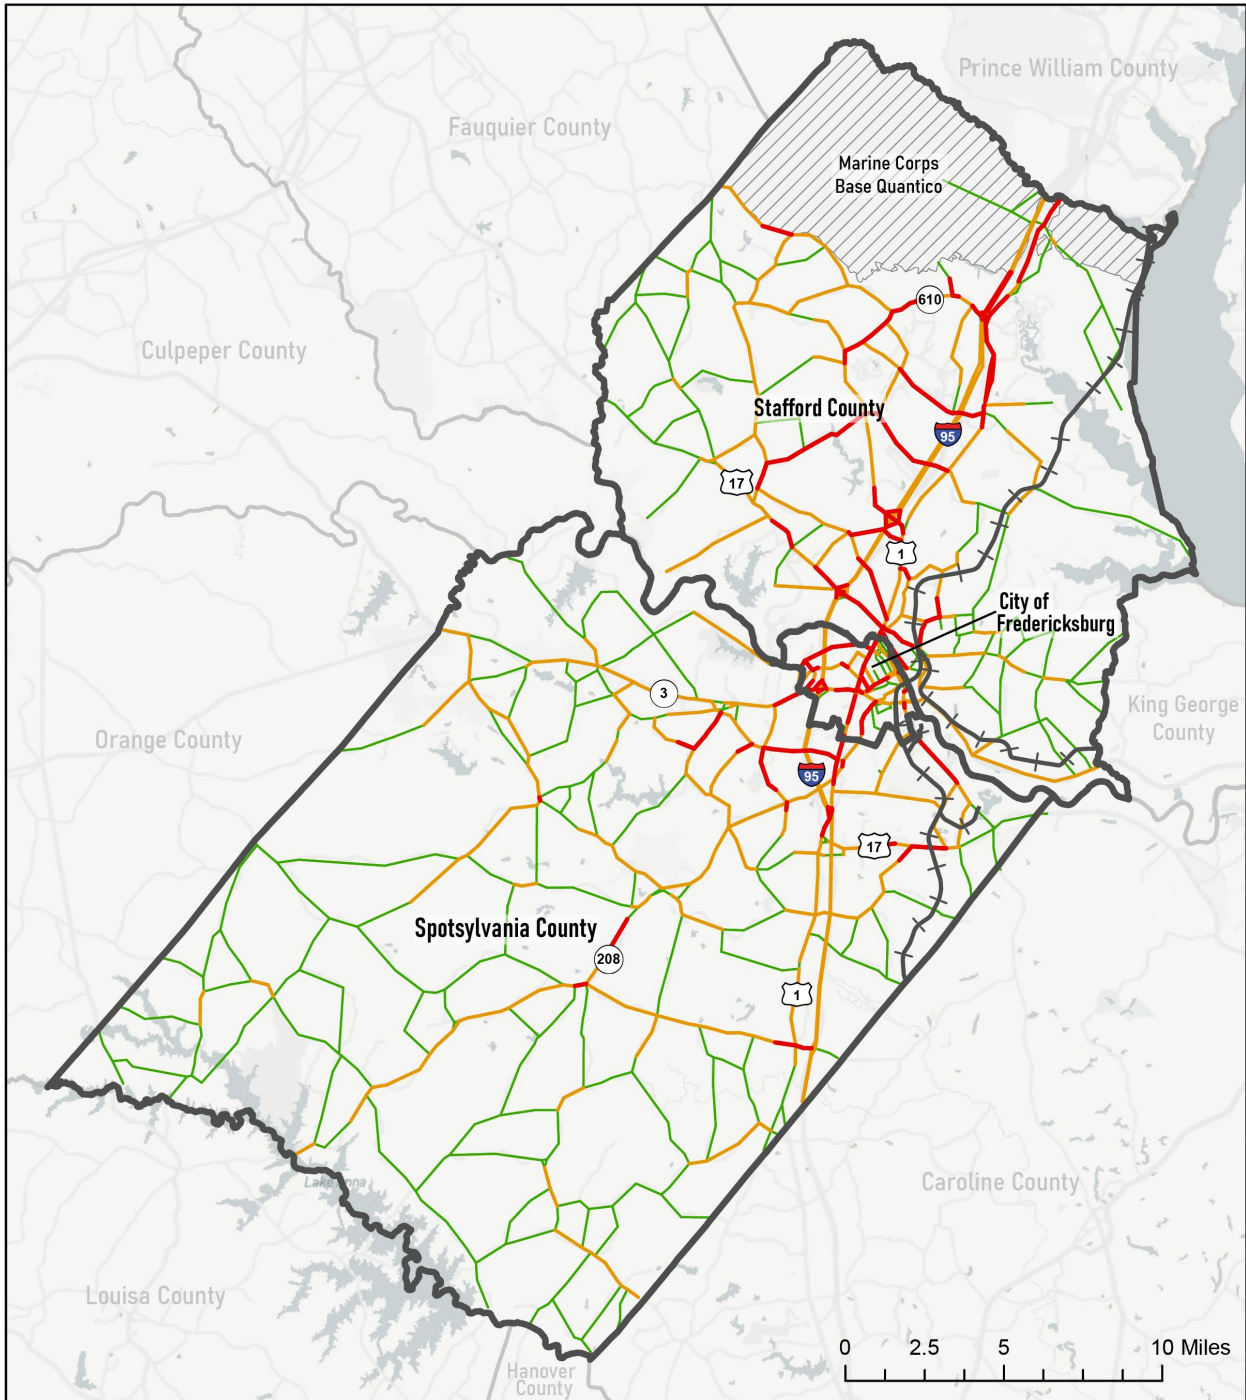 Prince William County
Fauquier County
Marine Corps
Base Quantico
610
Culpeper County
Stafford County
95
17
1
City of
Fredericksburg
3
King George
County
Orange County
95
17
Spotsylvania County
208
1
Caroline County
Louisa County
0 2.5 5 10 Miles
Hanover
County